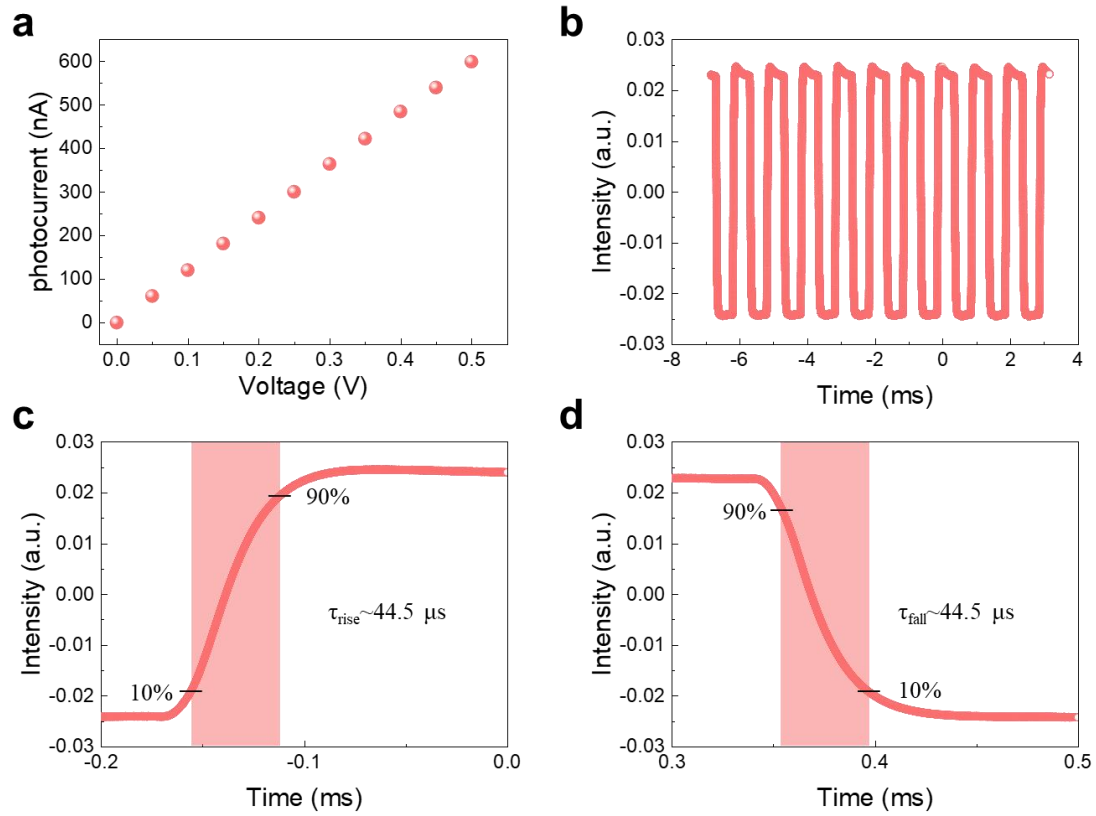 a
photocurrent (nA)
600
500
400
300
200
100
0
0.0 0.1 0.2 0.3 0.4 0.5
Voltage (V)
b
Intensity (a.u.)
0.03
0.02
0.00
-0.01
-0.02
-0.03
-8 -6 -4 -2 0 2 4
Time (ms)
c
Intensity (a.u.)
0.03
0.02
0.01
0.00
-0.01
-0.02
-0.03
90%
τrise~44.5 μs
10%
-0.2 -0.1 0.0
Time (ms)
d
Intensity (a.u.)
0.03
0.02
0.01
0.00
-0.01
-0.02
-0.03
90%
τfall~44.5 μs
10%
0.3 0.4 0.5
Time (ms)